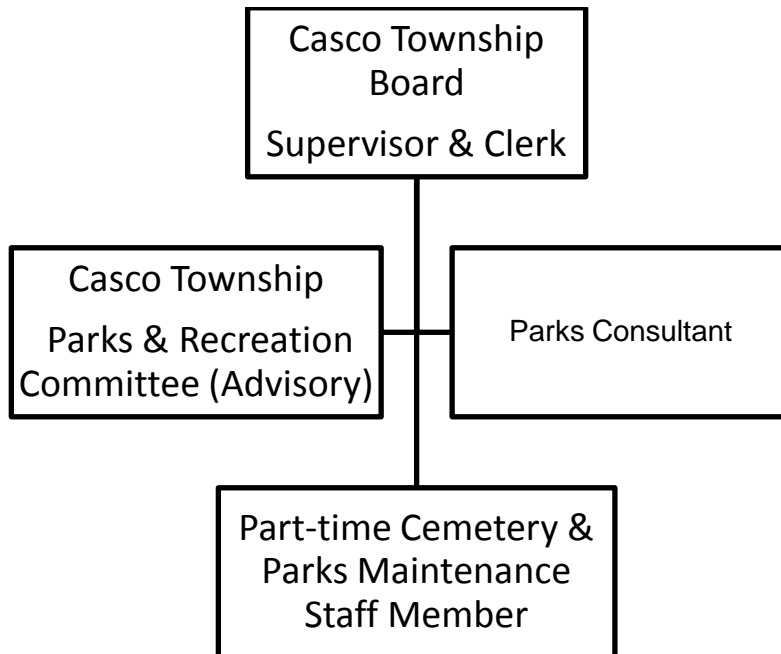 Casco Township
Board
Supervisor & Clerk
Casco Township
Parks & Recreation
Committee (Advisory)
Parks Consultant
Part-time Cemetery &
Parks Maintenance
Staff Member